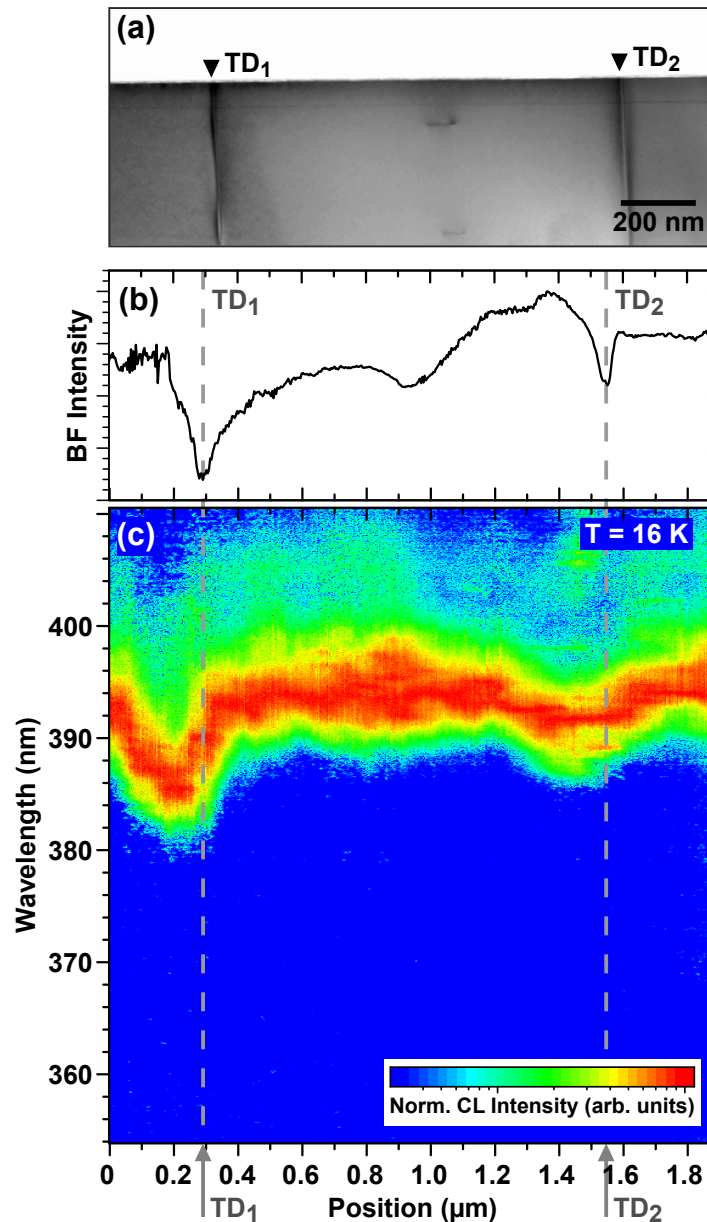 (a)
TD1
TD2
200 nm
(b)
TD1
TD2
BF Intensity
(c)
T = 16 K
400
390
380
370
360
Wavelength (nm)
Norm. CL Intensity (arb. units)
0 0.2 0.4 0.6 0.8 1.0 1.2 1.4 1.6 1.8
TD1
Position (µm)
TD2